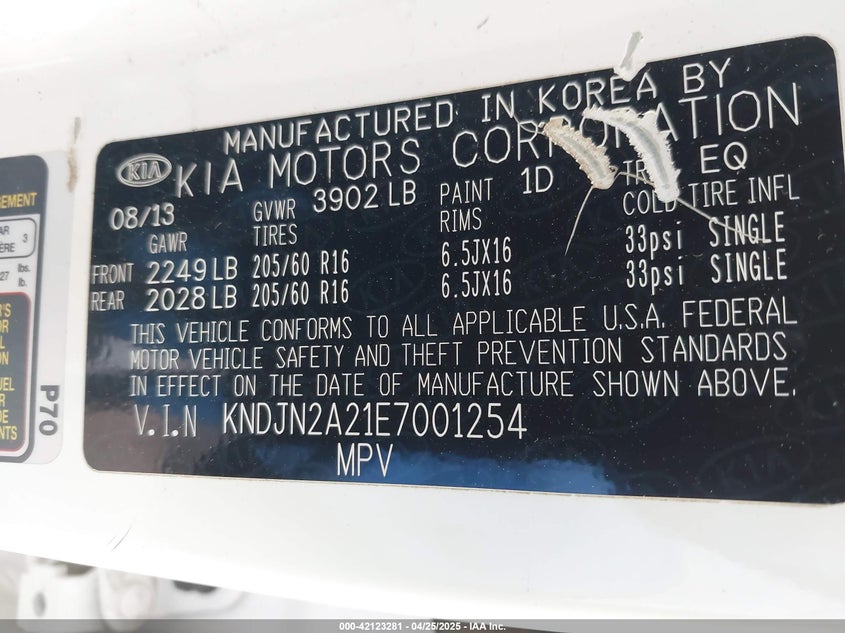 MANUFACTURED IN KOREA BY
KIA KIA MOTORS CORPORATION
08/13 GVWR 3902 LB PAINT 1D EQ
GAWR TIRES RIMS COLD TIRE INFL
FRONT 2249 LB 205/60 R16 6.5JX16 33psi SINGLE
REAR 2028 LB 205/60 R16 6.5JX16 33psi SINGLE
THIS VEHICLE CONFORMS TO ALL APPLICABLE U.S.A. FEDERAL
MOTOR VEHICLE SAFETY AND THEFT PREVENTION STANDARDS
IN EFFECT ON THE DATE OF MANUFACTURE SHOWN ABOVE.
V.I.N KNDJN2A21E7001254
MPV
P70
000-42123281 - 04/25/2025 - IAA Inc.